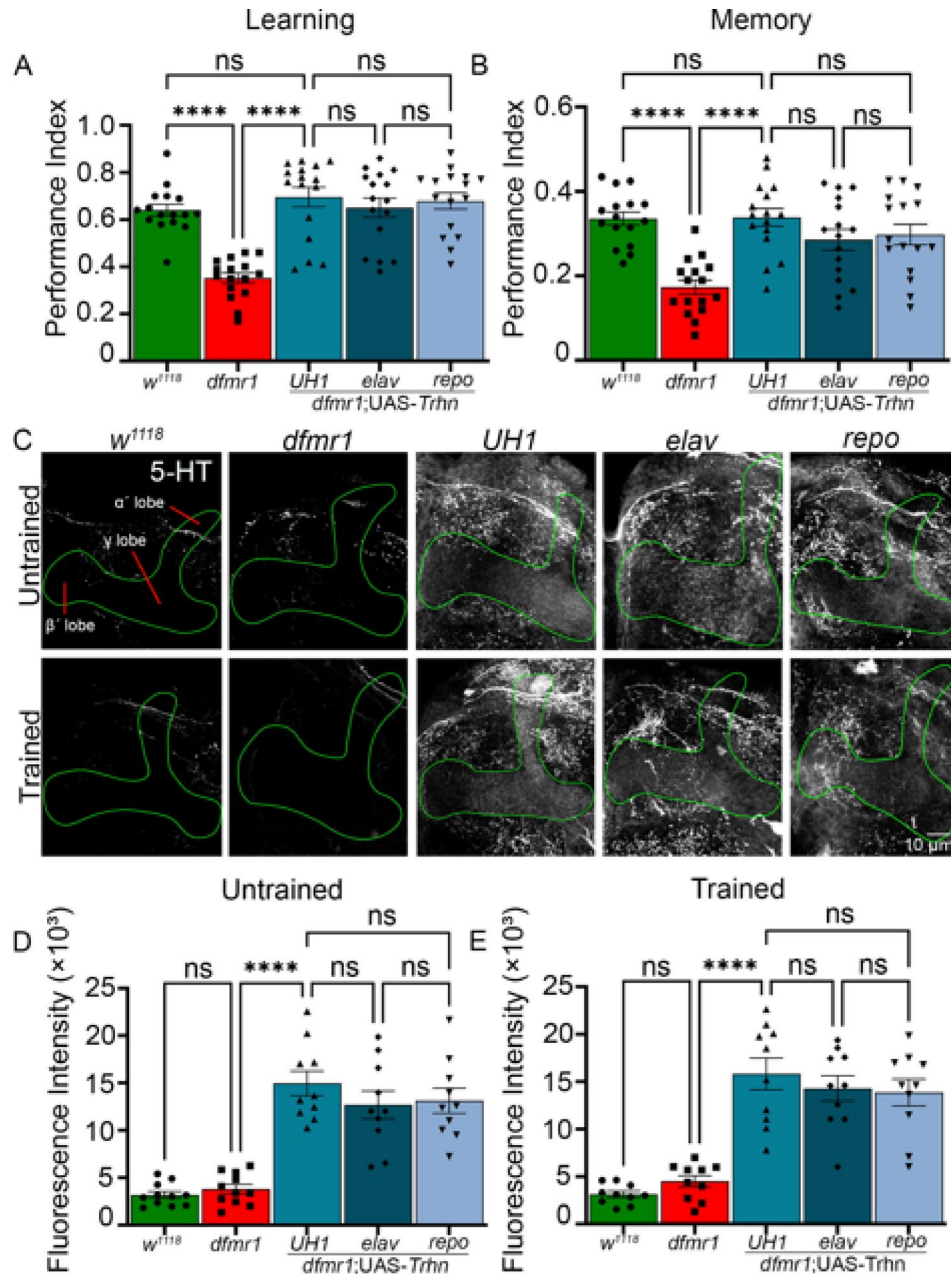 Learning
Memory
A
ns
ns
**** **** ns ns
Performance Index
1.0
0.8
0.6
0.4
0.2
0
w1118 dfmr1 UH1 elav repo
dfmr1;UAS-Trhn
B
ns
ns
**** **** ns ns
Performance Index
0.6
0.4
0.2
0
w1118 dfmr1 UH1 elav repo
dfmr1;UAS-Trhn
C
w1118 dfmr1 UH1 elav repo
5-HT
α´ lobe
γ lobe
β´ lobe
Untrained
Trained
10 µm
Untrained
Trained
D
ns
ns **** ns ns
Fluorescence Intensity (×10³)
25
20
15
10
5
0
w1118 dfmr1 UH1 elav repo
dfmr1;UAS-Trhn
E
ns
ns **** ns ns
Fluorescence Intensity (×10³)
25
20
15
10
5
0
w1118 dfmr1 UH1 elav repo
dfmr1;UAS-Trhn